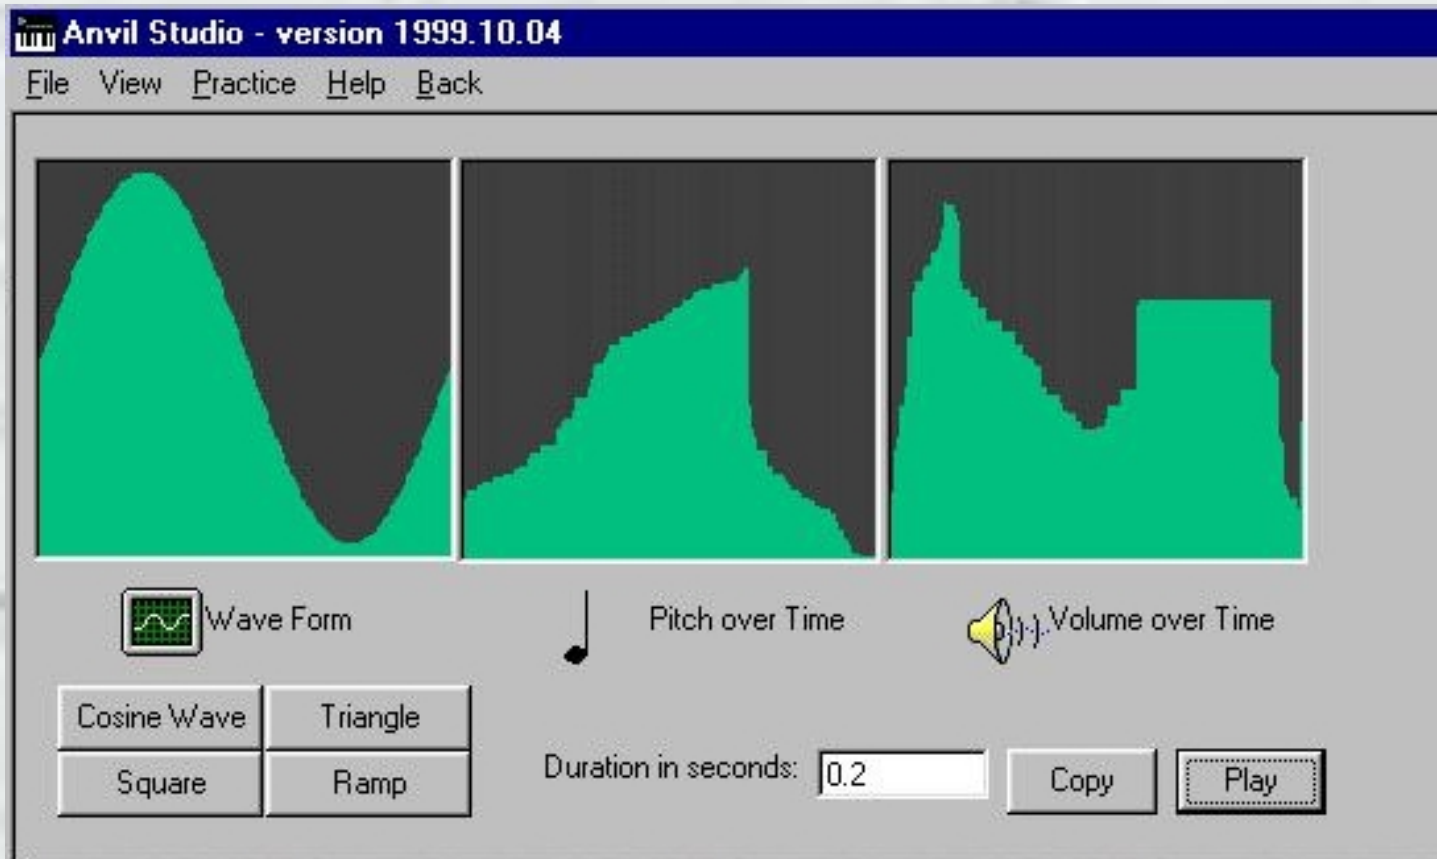 Anvil Studio - version 1999.10.04
File View Practice Help Back
Wave Form
Pitch over Time
Volume over Time
Cosine Wave
Triangle
Square
Ramp
Duration in seconds:
0.2
Copy
Play